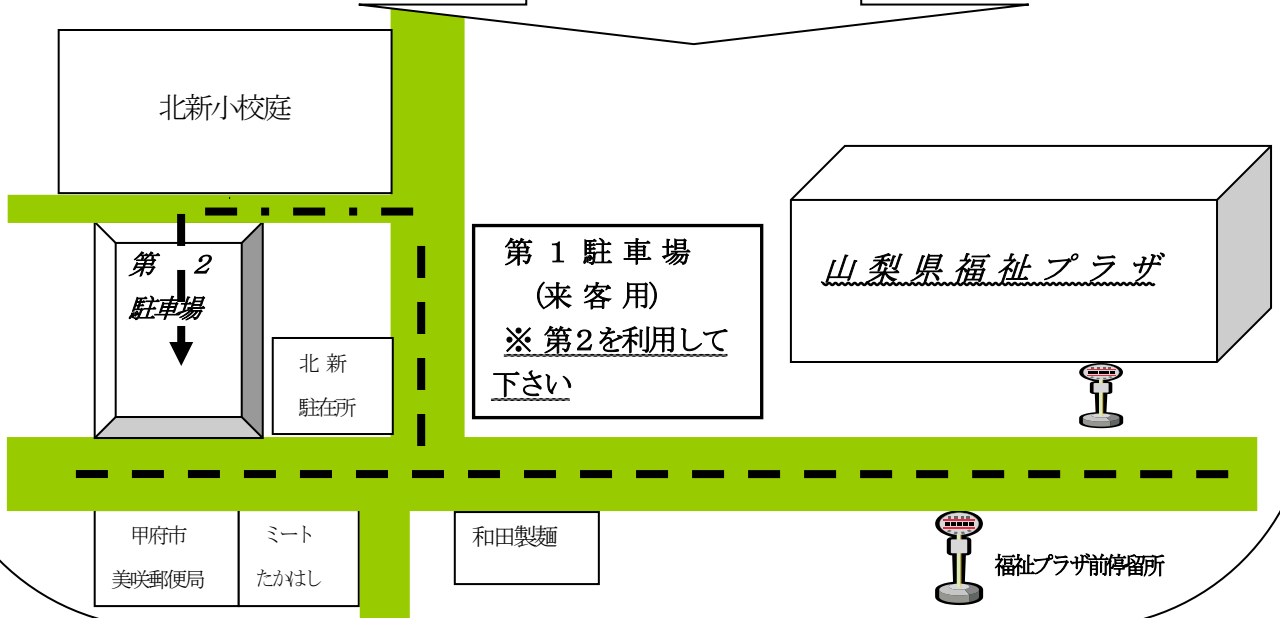 北新小校庭
第 2
駐車場
北 新
駐在所
第 1 駐 車 場
(来 客 用)
※ 第2を利用して
下さい
山 梨 県 福 祉 プ ラ ザ
甲府市
美咲郵便局
ミート
たかはし
和田製麺
福祉プラザ前停留所